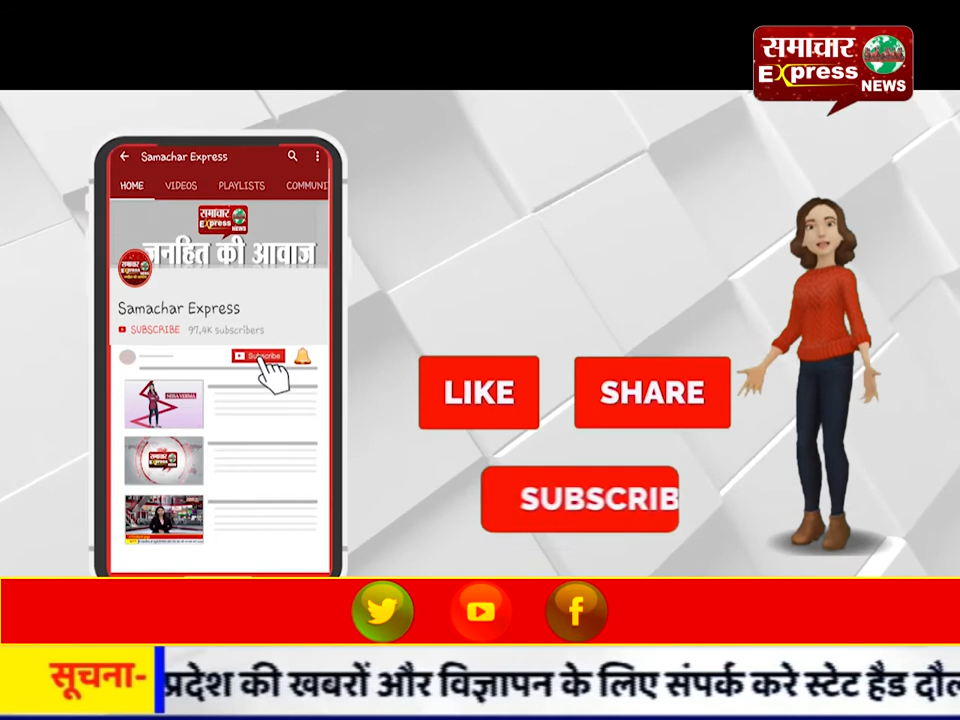 समाचार
Express
NEWS
Samachar Express
HOME VIDEOS PLAYLISTS COMMUNI
समाचार
Express
NEWS
जनहित की आवाज
Samachar Express
SUBSCRIBE 97.4K subscribers
Subscribe
LIKE
SHARE
SUBSCRIB
सूचना- प्रदेश की खबरों और विज्ञापन के लिए संपर्क करे स्टेट हैड